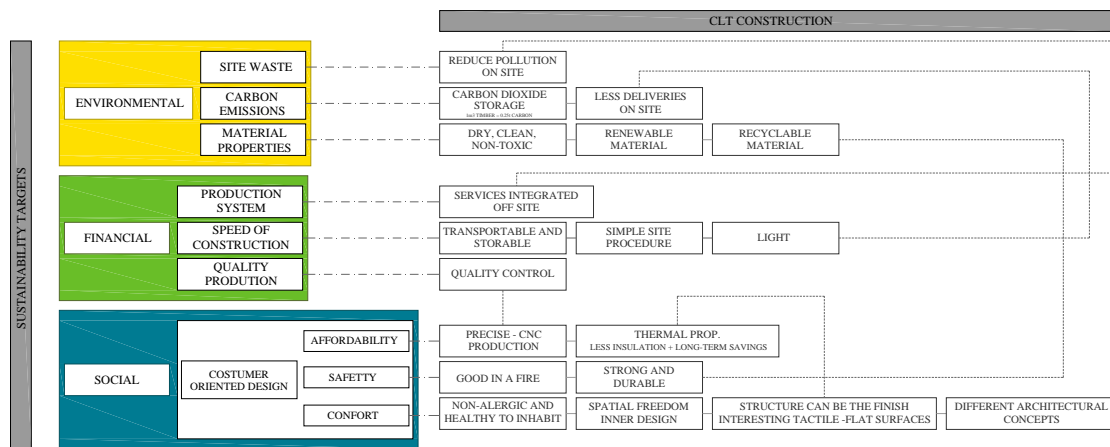 CLT CONSTRUCTION
SUSTAINABILITY TARGETS
ENVIRONMENTAL
SITE WASTE
REDUCE POLLUTION
ON SITE
CARBON
EMISSIONS
CARBON DIOXIDE
STORAGE
1m3 TIMBER = 0.25t CARBON
LESS DELIVERIES
ON SITE
MATERIAL
PROPERTIES
DRY, CLEAN,
NON-TOXIC
RENEWABLE
MATERIAL
RECYCLABLE
MATERIAL
FINANCIAL
PRODUCTION
SYSTEM
SERVICES INTEGRATED
OFF SITE
SPEED OF
CONSTRUCTION
TRANSPORTABLE AND
STORABLE
SIMPLE SITE
PROCEDURE
LIGHT
QUALITY
PRODUTION
QUALITY CONTROL
SOCIAL
COSTUMER
ORIENTED DESIGN
AFFORDABILITY
PRECISE - CNC
PRODUCTION
THERMAL PROP.
LESS INSULATION + LONG-TERM SAVINGS
SAFETTY
GOOD IN A FIRE
STRONG AND
DURABLE
CONFORT
NON-ALERGIC AND
HEALTHY TO INHABIT
SPATIAL FREEDOM
INNER DESIGN
STRUCTURE CAN BE THE FINISH
INTERESTING TACTILE -FLAT SURFACES
DIFFERENT ARCHITECTURAL
CONCEPTS